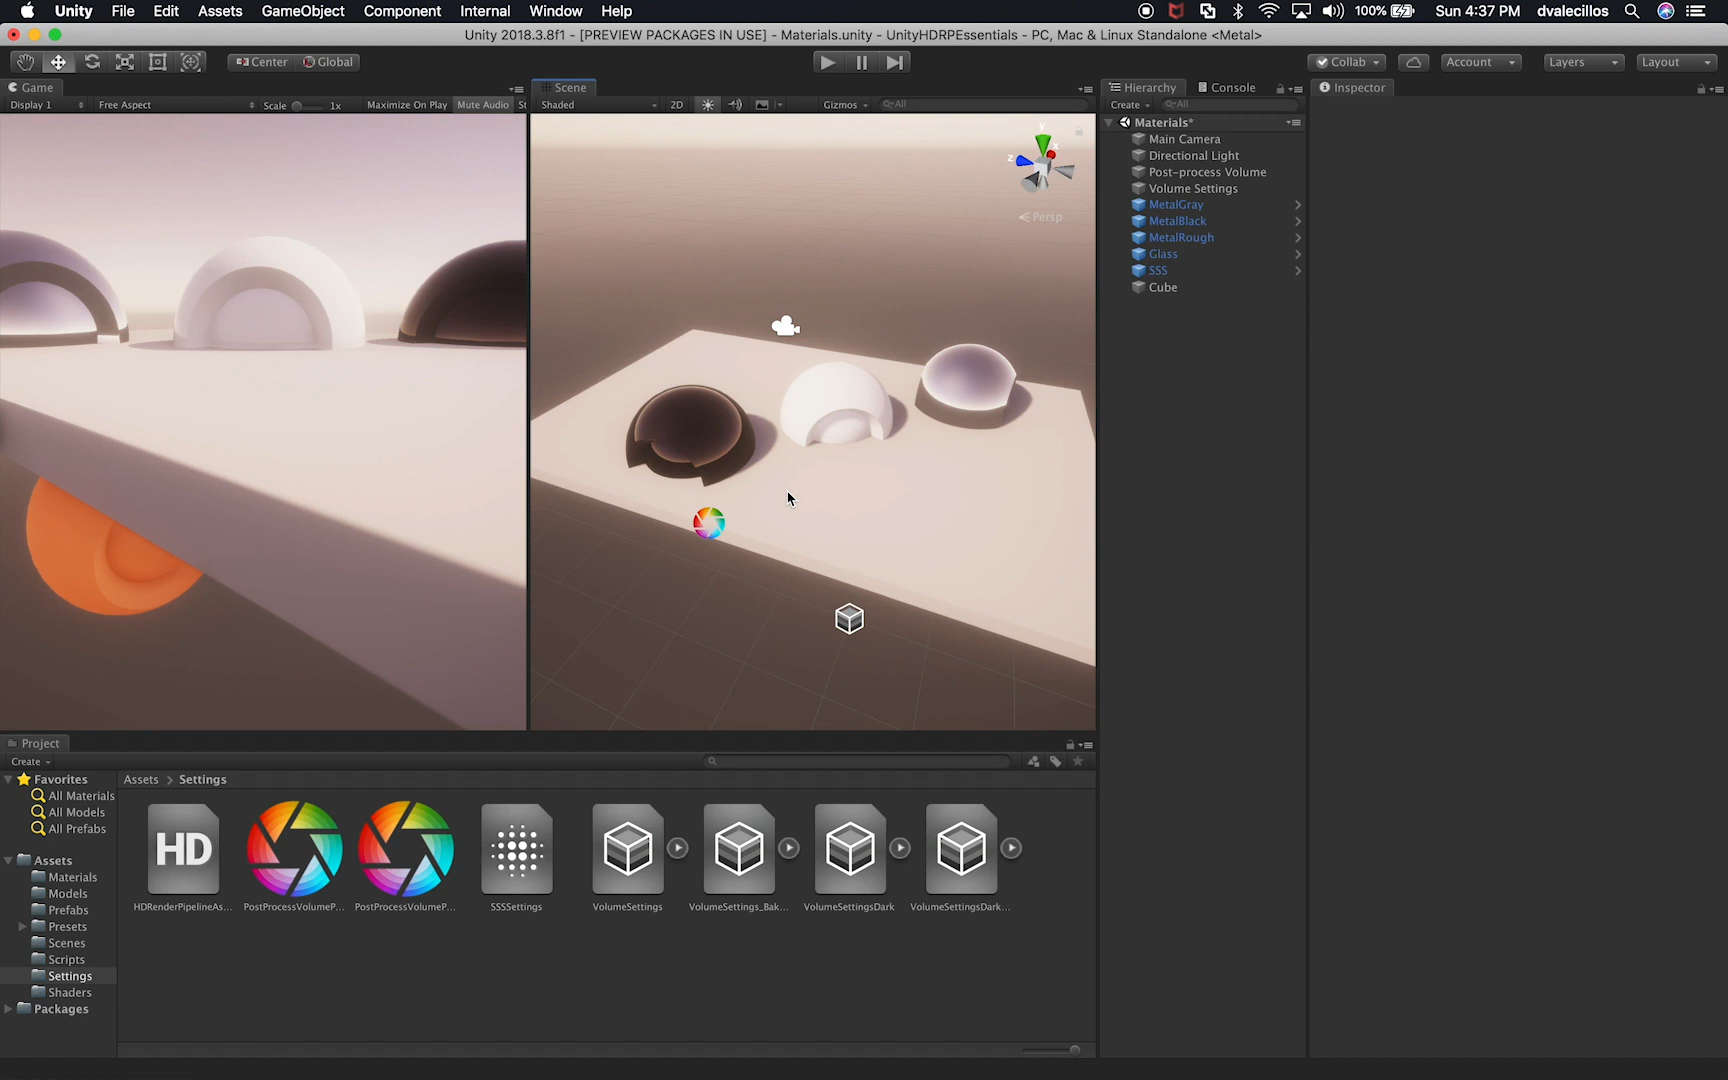 Unity File Edit Assets GameObject Component Internal Window Help 100% Sun 4:37 PM dvalecillos
Unity 2018.3.8f1 - [PREVIEW PACKAGES IN USE] - Materials.unity - UnityHDRPEssentials - PC, Mac & Linux Standalone <Metal>
Center Global Collab Account Layers Layout
Game Scene Hierarchy Console Inspector
Display 1 Free Aspect Scale 1x Maximize On Play Mute Audio St Shaded 2D Gizmos All Create All
Materials*
Main Camera
Directional Light
Post-process Volume
Volume Settings
MetalGray
MetalBlack
MetalRough
Glass
SSS
Cube
y
x
z
Persp
Project
Create
Favorites
All Materials
All Models
All Prefabs
Assets
Materials
Models
Prefabs
Presets
Scenes
Scripts
Settings
Shaders
Packages
Assets > Settings
HD
HDRenderPipelineAs... PostProcessVolumeP... PostProcessVolumeP... SSSSettings VolumeSettings VolumeSettings_Bak... VolumeSettingsDark VolumeSettingsDark...